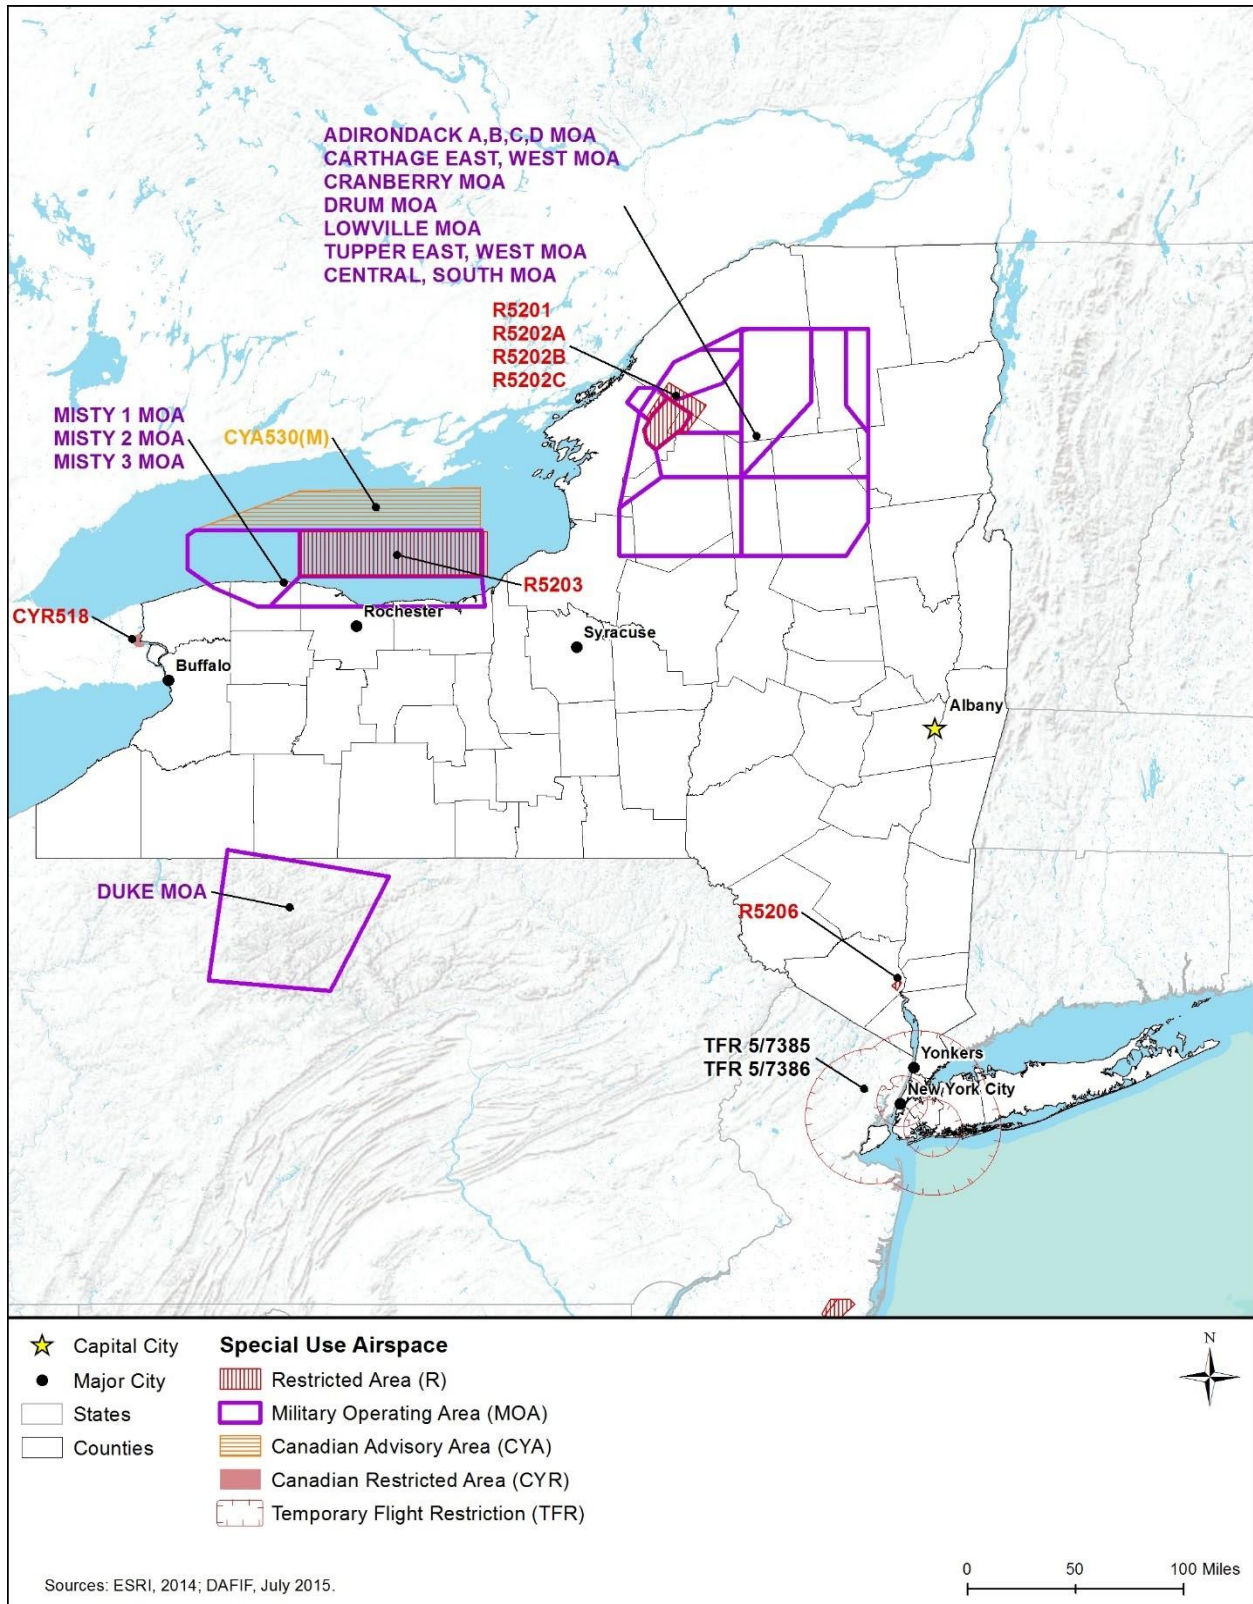 ADIRONDACK A,B,C,D MOA
CARTHAGE EAST, WEST MOA
CRANBERRY MOA
DRUM MOA
LOWVILLE MOA
TUPPER EAST, WEST MOA
CENTRAL, SOUTH MOA
R5201
R5202A
R5202B
R5202C
MISTY 1 MOA
MISTY 2 MOA
MISTY 3 MOA
CYA530(M)
R5203
CYR518
Rochester
Syracuse
Buffalo
Albany
DUKE MOA
R5206
TFR 5/7385
TFR 5/7386
Yonkers
New York City
Capital City
Major City
States
Counties
Special Use Airspace
Restricted Area (R)
Military Operating Area (MOA)
Canadian Advisory Area (CYA)
Canadian Restricted Area (CYR)
Temporary Flight Restriction (TFR)
N
0 50 100 Miles
Sources: ESRI, 2014; DAFIF, July 2015.